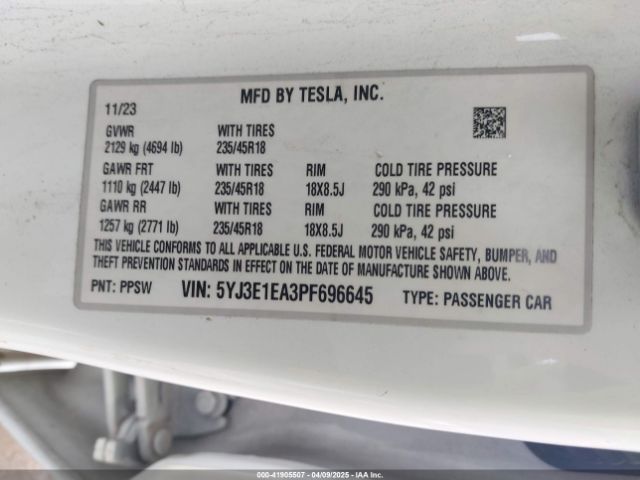 MFD BY TESLA, INC.
11/23
GVWR WITH TIRES
2129 kg (4694 lb) 235/45R18
GAWR FRT WITH TIRES RIM COLD TIRE PRESSURE
1110 kg (2447 lb) 235/45R18 18X8.5J 290 kPa, 42 psi
GAWR RR WITH TIRES RIM COLD TIRE PRESSURE
1257 kg (2771 lb) 235/45R18 18X8.5J 290 kPa, 42 psi
THIS VEHICLE CONFORMS TO ALL APPLICABLE U.S. FEDERAL MOTOR VEHICLE SAFETY, BUMPER, AND
THEFT PREVENTION STANDARDS IN EFFECT ON THE DATE OF MANUFACTURE SHOWN ABOVE.
PNT: PPSW VIN: 5YJ3E1EA3PF696645 TYPE: PASSENGER CAR
000-41905507 - 04/09/2025 - IAAC